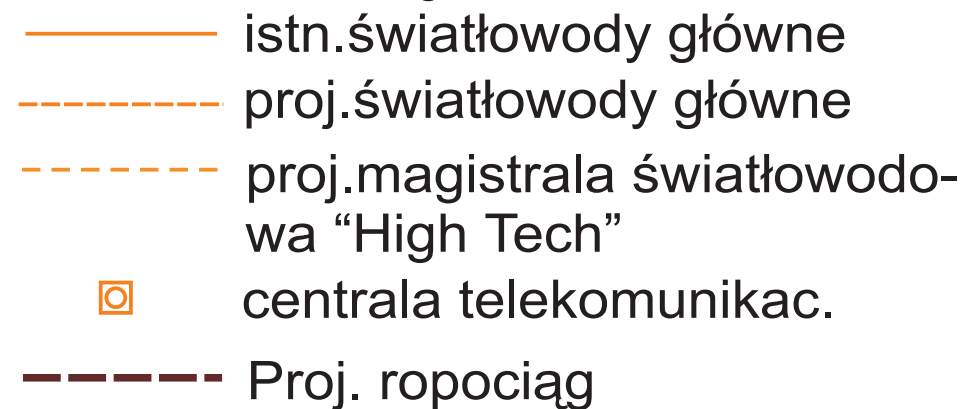 istn.światłowody główne
proj.światłowody główne
proj.magistrala światłowodo-
wa “High Tech”
centrala telekomunikac.
Proj. ropociąg